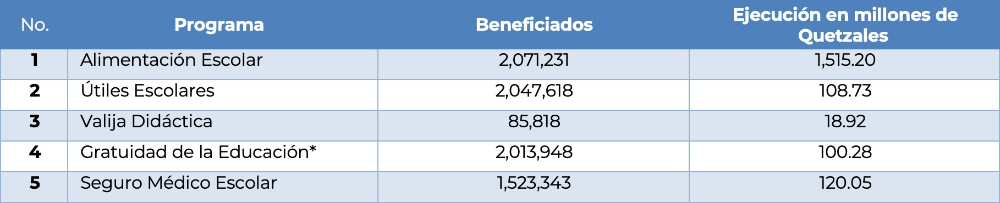 No. Programa Beneficiados Ejecución en millones de Quetzales
1 Alimentación Escolar 2,071,231 1,515.20
2 Útiles Escolares 2,047,618 108.73
3 Valija Didáctica 85,818 18.92
4 Gratuidad de la Educación* 2,013,948 100.28
5 Seguro Médico Escolar 1,523,343 120.05